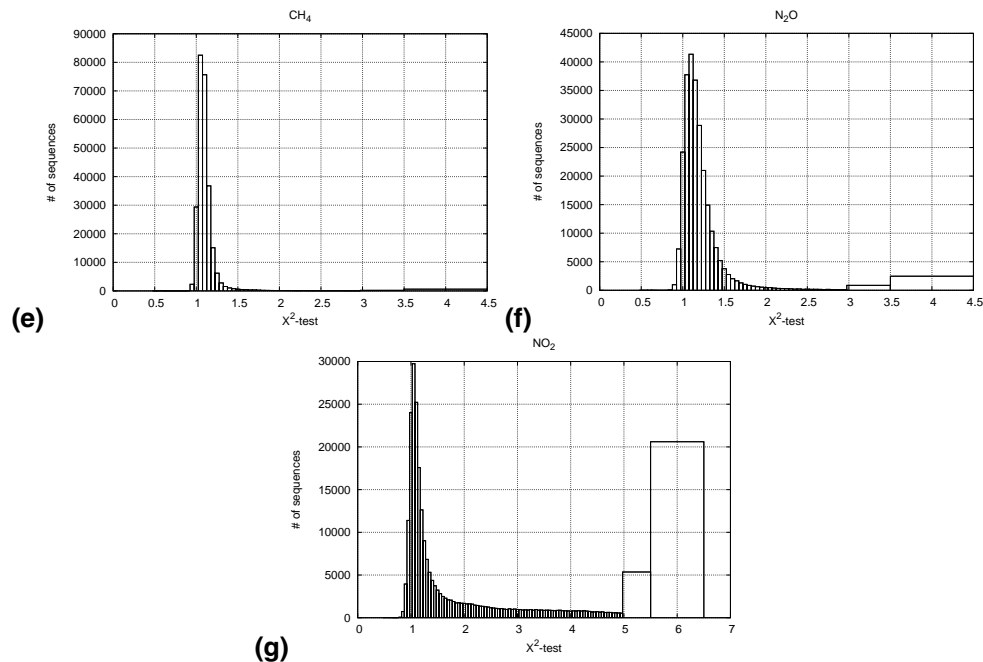 CH4
90000
80000
70000
60000
50000
40000
30000
20000
10000
0
# of sequences
0 0.5 1 1.5 2 2.5 3 3.5 4 4.5
X²-test
(e)
N2O
45000
40000
35000
30000
25000
20000
15000
10000
5000
0
# of sequences
0 0.5 1 1.5 2 2.5 3 3.5 4 4.5
X²-test
(f)
NO2
30000
25000
20000
15000
10000
5000
0
# of sequences
0 1 2 3 4 5 6 7
X²-test
(g)